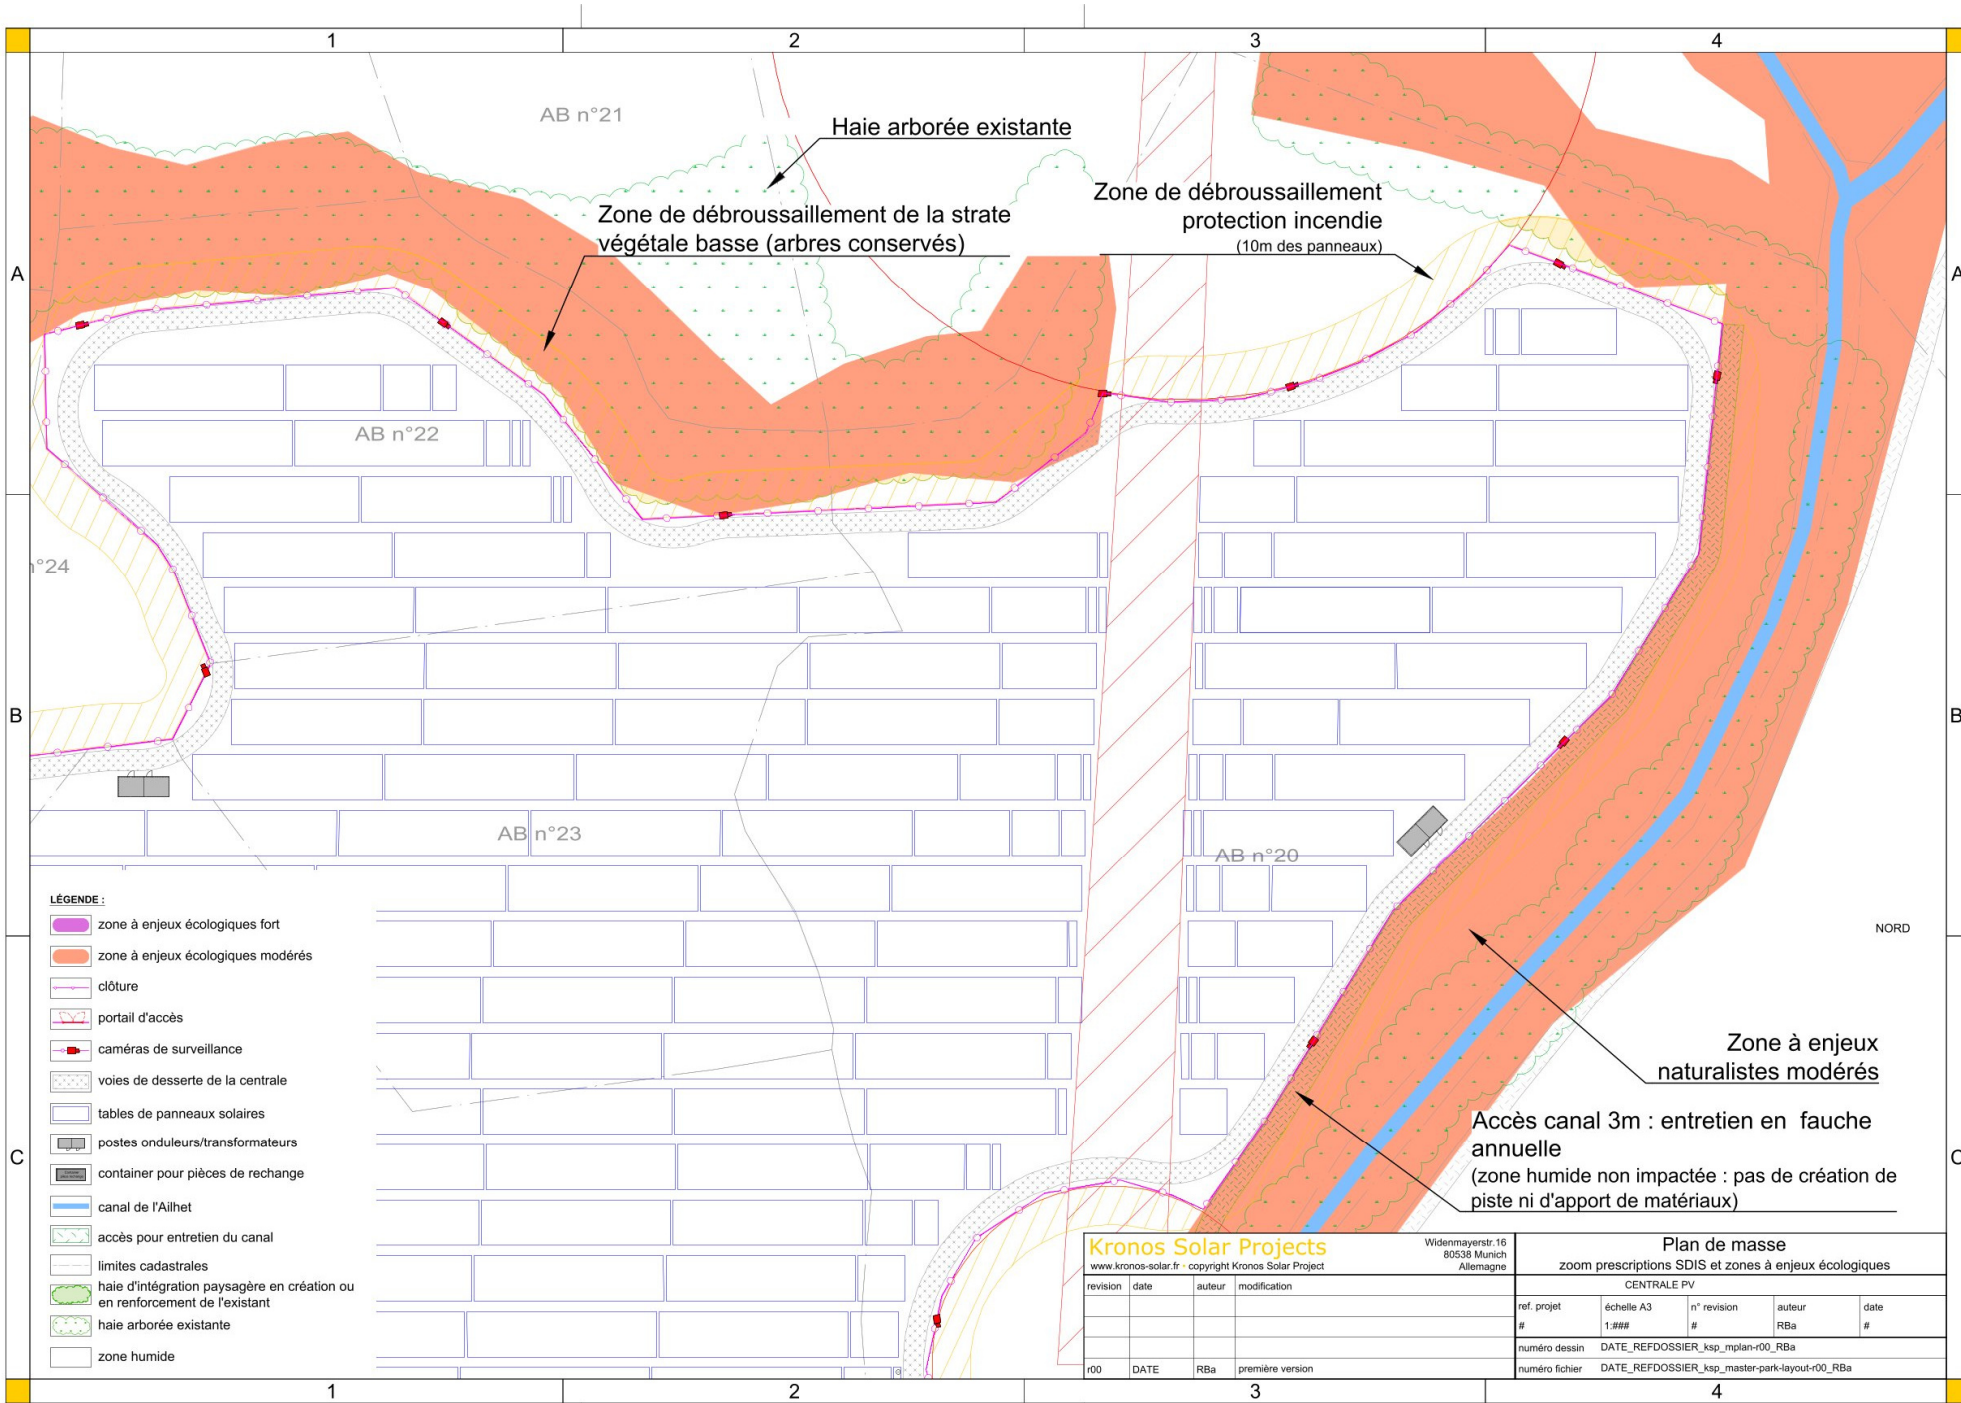 1
2
3
4
AB n°21
Haie arborée existante
Zone de débroussaillement
protection incendie
(10m des panneaux)
Zone de débroussaillement de la strate
végétale basse (arbres conservés)
A
A
AB n°22
n°24
B
B
AB n°23
AB n°20
LÉGENDE :
zone à enjeux écologiques fort
zone à enjeux écologiques modérés
clôture
portail d'accès
caméras de surveillance
voies de desserte de la centrale
tables de panneaux solaires
postes onduleurs/transformateurs
container pour pièces de rechange
canal de l'Ailhet
accès pour entretien du canal
limites cadastrales
haie d'intégration paysagère en création ou
en renforcement de l'existant
haie arborée existante
zone humide
NORD
Zone à enjeux
naturalistes modérés
Accès canal 3m : entretien en fauche
annuelle
(zone humide non impactée : pas de création de
piste ni d'apport de matériaux)
C
C
Kronos Solar Projects
www.kronos-solar.fr - copyright Kronos Solar Project
Widenmayerstr.16
80538 Munich
Allemagne
revision date auteur modification
r00 DATE RBa première version
Plan de masse
zoom prescriptions SDIS et zones à enjeux écologiques
CENTRALE PV
ref. projet échelle A3 n° revision auteur date
# 1:### # RBa #
numéro dessin DATE_REFDOSSIER_ksp_mplan-r00_RBa
numéro fichier DATE_REFDOSSIER_ksp_master-park-layout-r00_RBa
1
2
3
4